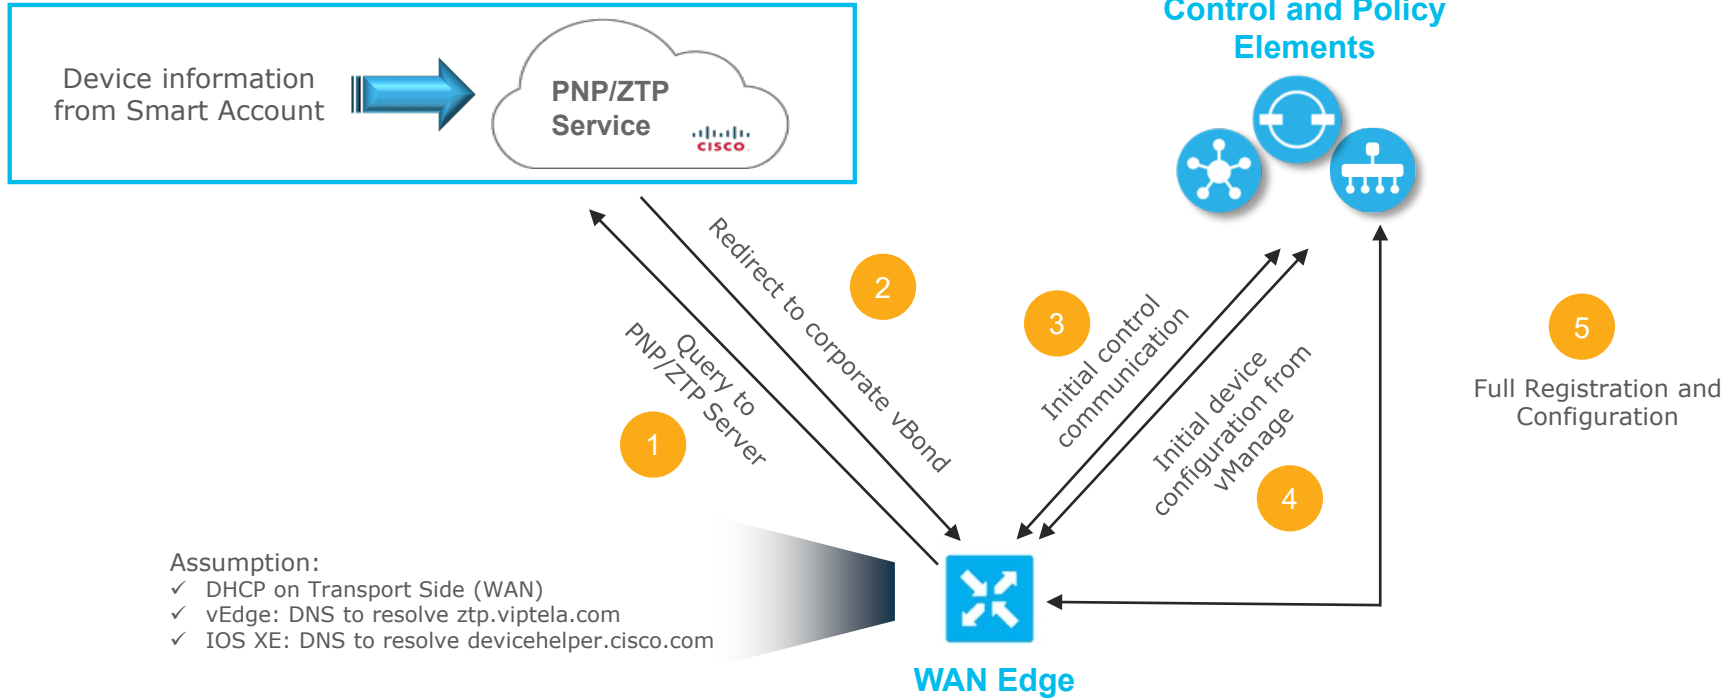 Control and Policy
Elements
Device information
from Smart Account
PNP/ZTP
Service
CISCO
Redirect to corporate vBond
2
Query to
PNP/ZTP Server
1
3
Initial control
communication
Initial device
configuration from
vManage
4
5
Full Registration and
Configuration
Assumption:
✓ DHCP on Transport Side (WAN)
✓ vEdge: DNS to resolve ztp.viptela.com
✓ IOS XE: DNS to resolve devicehelper.cisco.com
WAN Edge